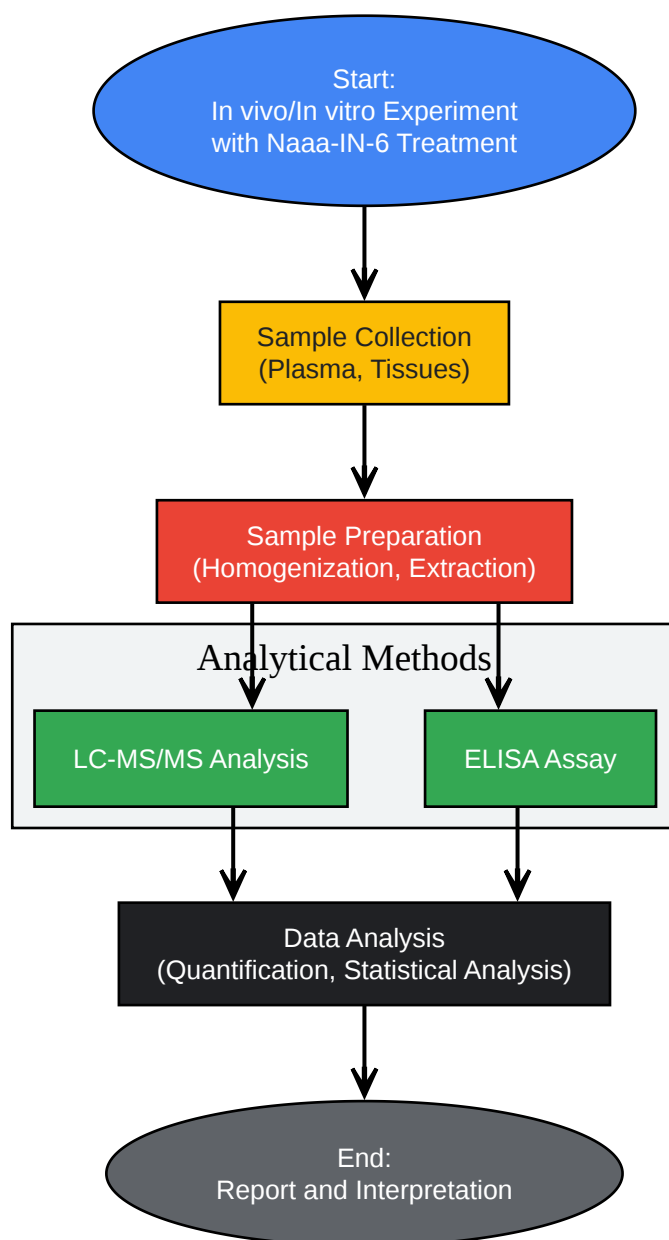 Start:
In vivo/In vitro Experiment
with Naaa-IN-6 Treatment
Sample Collection
(Plasma, Tissues)
Sample Preparation
(Homogenization, Extraction)
Analytical Methods
LC-MS/MS Analysis
ELISA Assay
Data Analysis
(Quantification, Statistical Analysis)
End:
Report and Interpretation